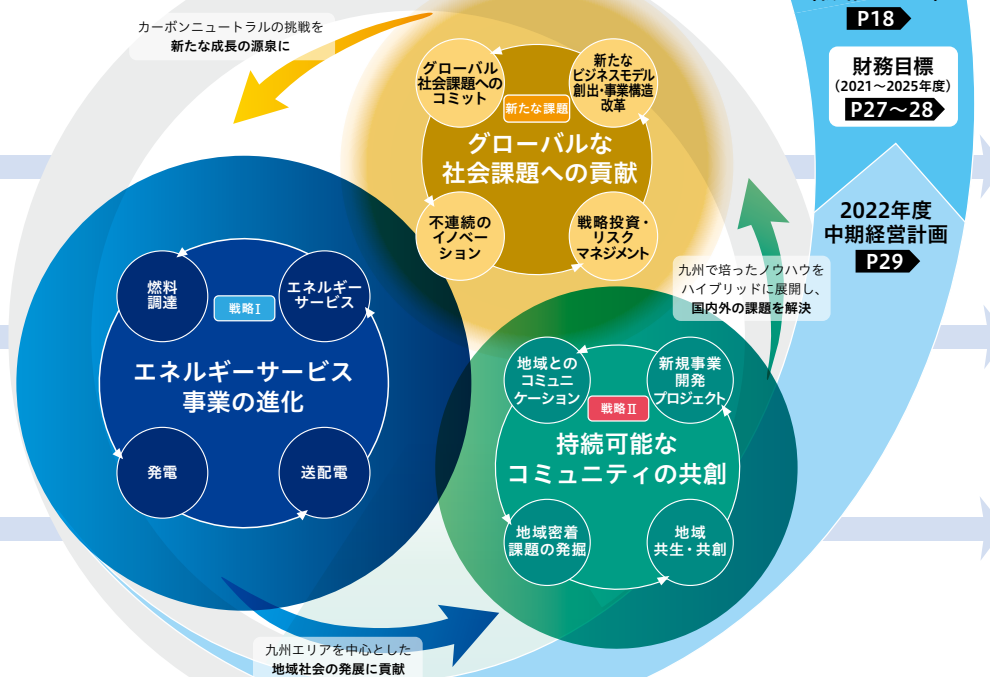 P18
財務目標
(2021～2025年度)
P27～28
2022年度
中期経営計画
P29
カーボンニュートラルの挑戦を
新たな成長の源泉に
グローバル
社会課題への
コミット
新たな
ビジネスモデル
創出・事業構造
改革
新たな課題
グローバルな
社会課題への貢献
不連続の
イノベー
ション
戦略投資・
リスク
マネジメント
九州で培ったノウハウを
ハイブリッドに展開し、
国内外の課題を解決
燃料
調達
エネルギー
サービス
戦略Ⅰ
エネルギーサービス
事業の進化
発電
送配電
地域との
コミュニ
ケーション
新規事業
開発
プロジェクト
戦略Ⅱ
持続可能な
コミュニティの共創
地域密着
課題の発掘
地域
共生・共創
九州エリアを中心とした
地域社会の発展に貢献